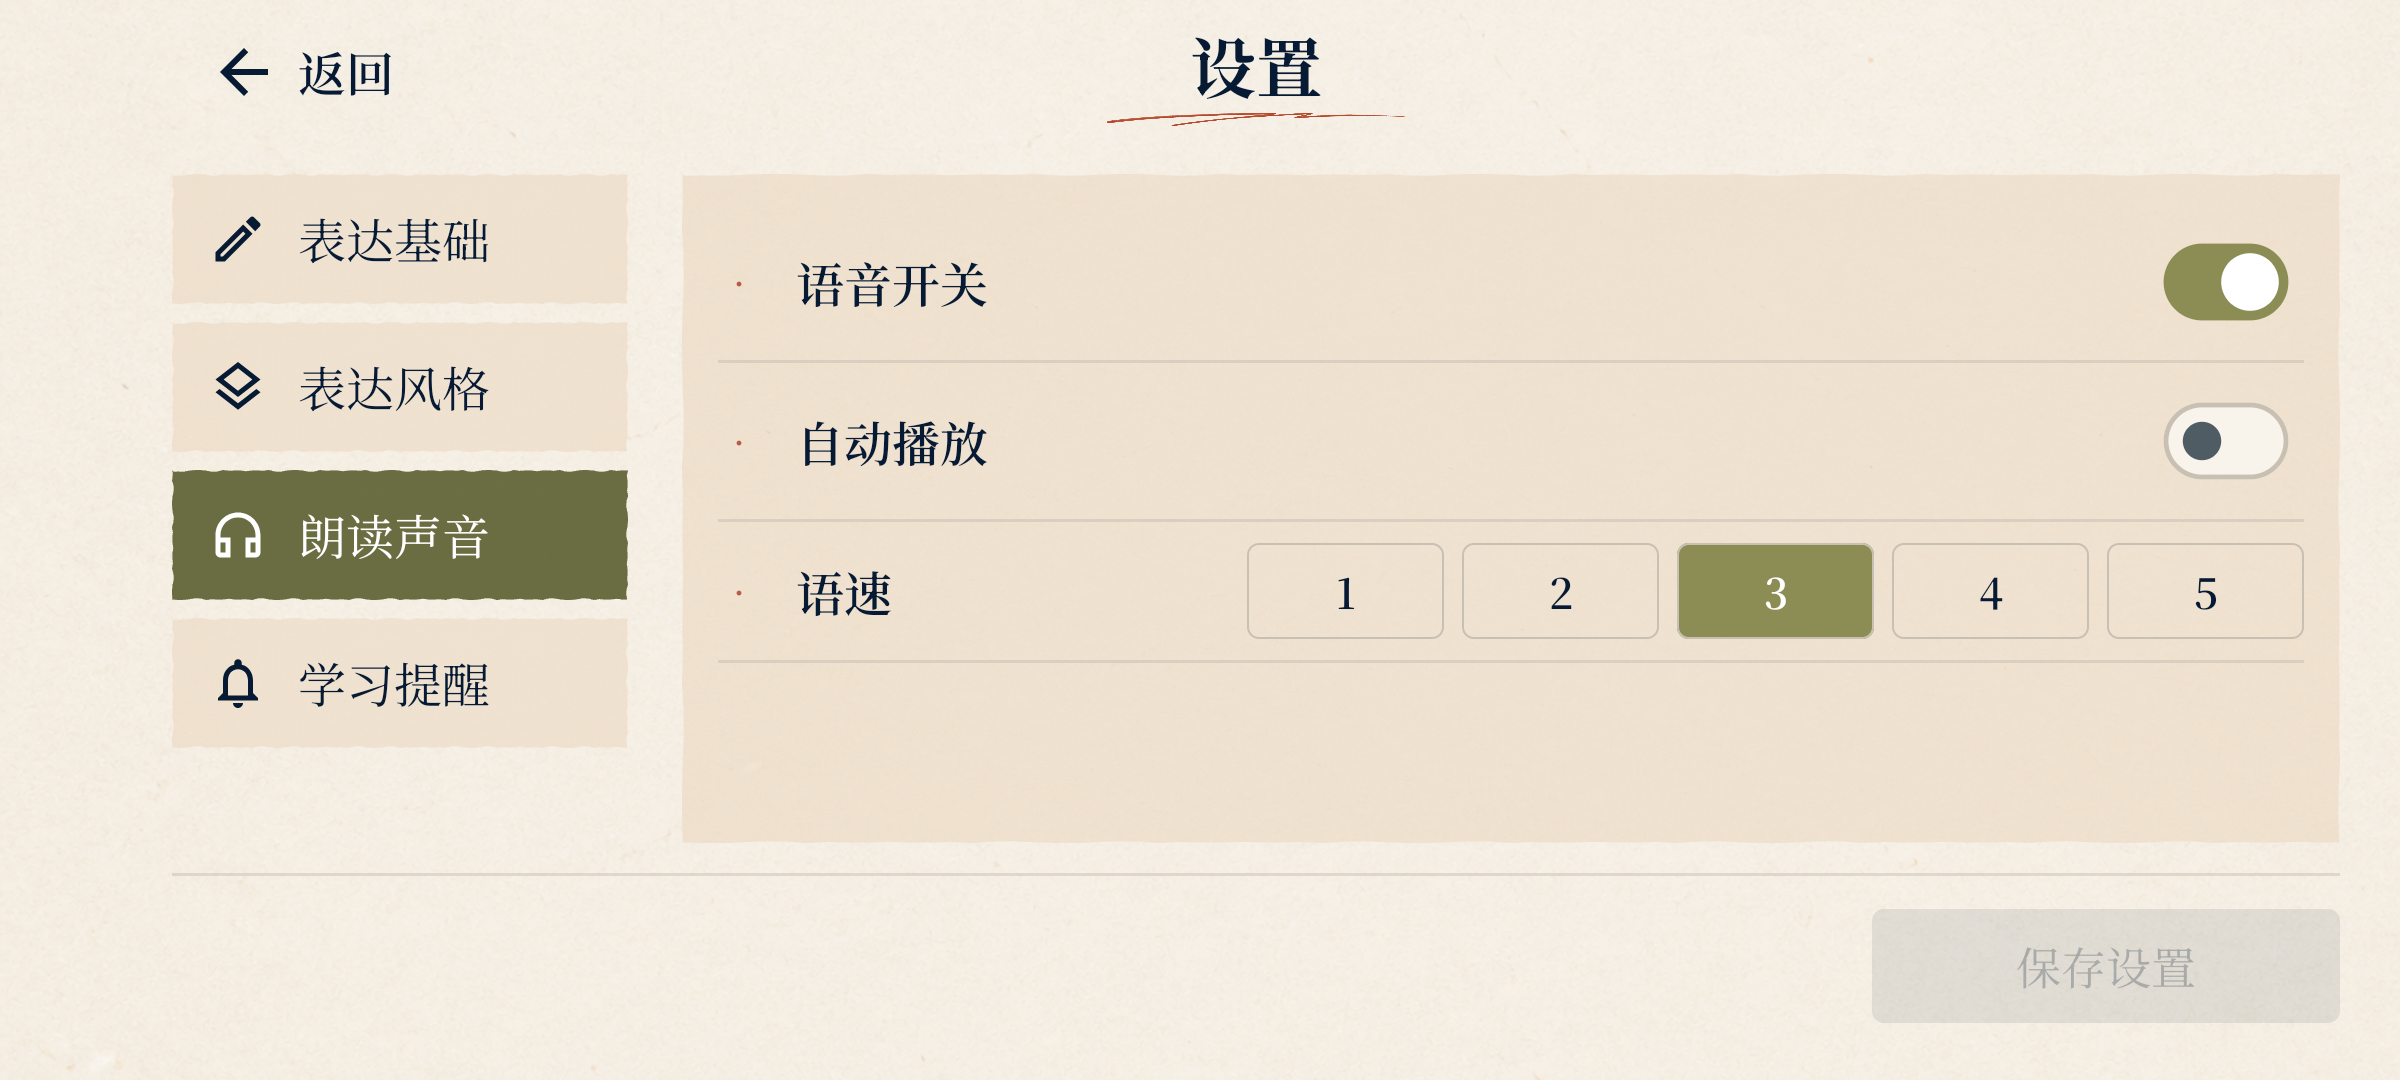 返回
设置
表达基础
表达风格
朗读声音
学习提醒
语音开关
自动播放
语速 1 2 3 4 5
保存设置